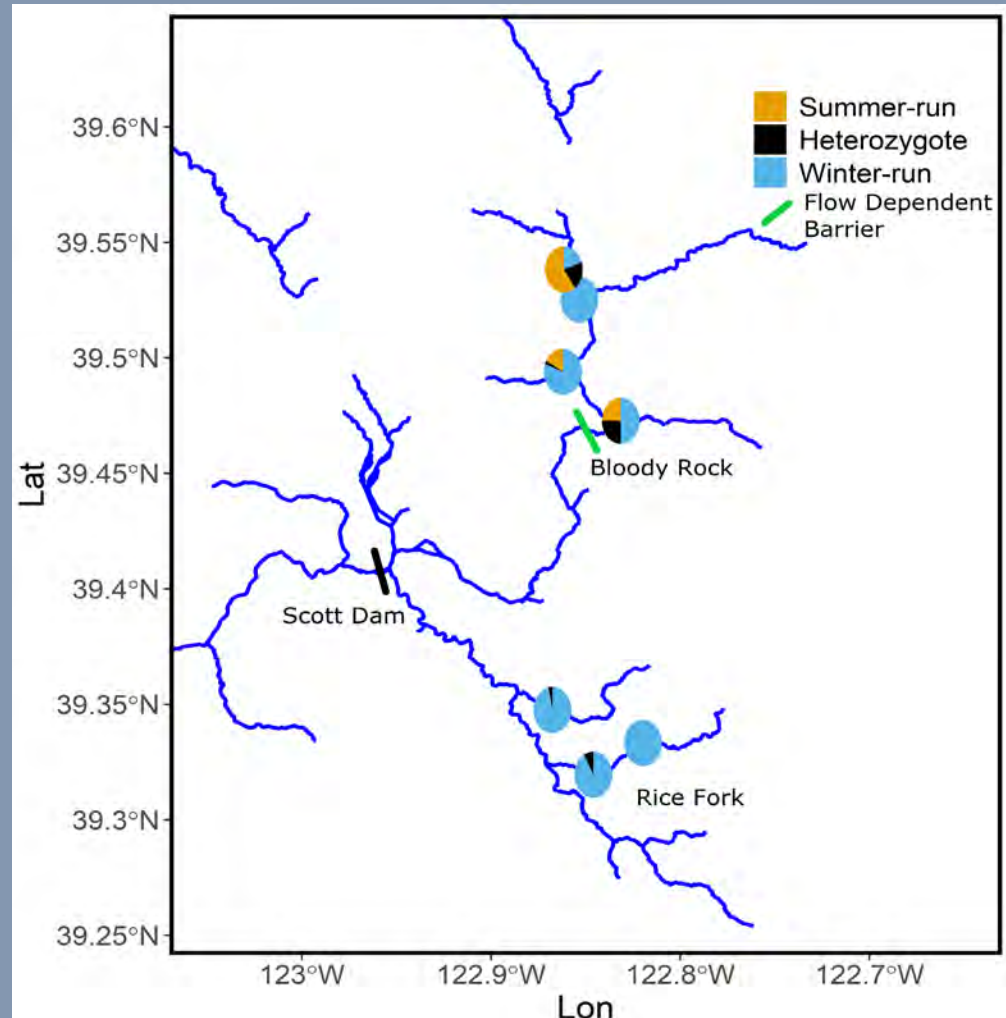 Summer-run
Heterozygote
Winter-run
Flow Dependent
Barrier
39.6°N
39.55°N
39.5°N
39.45°N
39.4°N
39.35°N
39.3°N
39.25°N
Lat
Bloody Rock
Scott Dam
Rice Fork
123°W
122.9°W
122.8°W
122.7°W
Lon